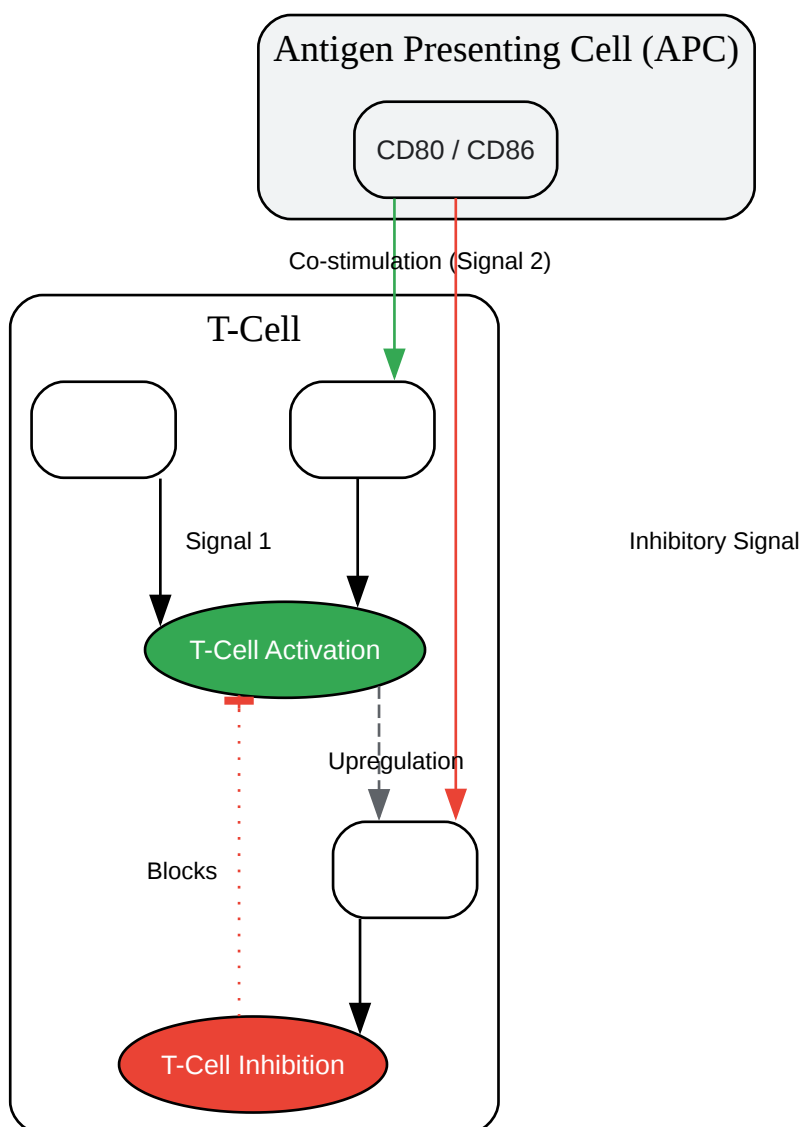 Antigen Presenting Cell (APC)
CD80 / CD86
Co-stimulation (Signal 2)
T-Cell
Signal 1
Inhibitory Signal
T-Cell Activation
Upregulation
Blocks
T-Cell Inhibition